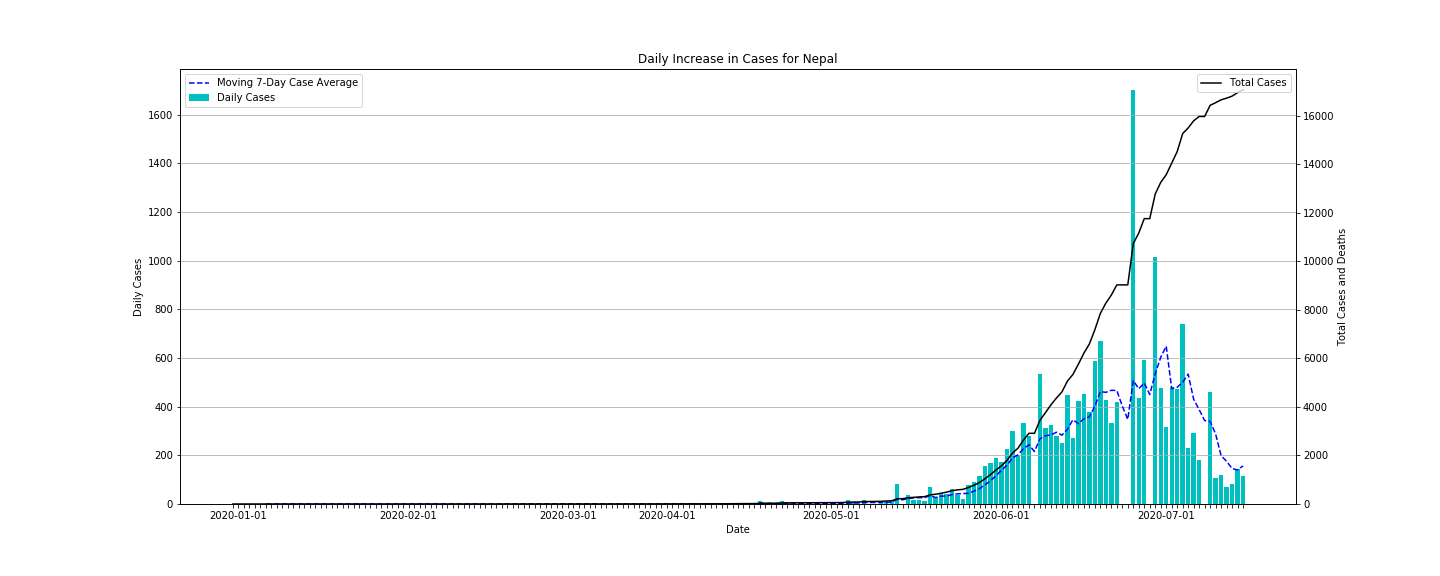 Daily Increase in Cases for Nepal
Moving 7-Day Case Average
Daily Cases
Total Cases
1600
1400
1200
1000
800
600
400
200
0
Daily Cases
16000
14000
12000
10000
8000
6000
4000
2000
0
Total Cases and Deaths
2020-01-01 2020-02-01 2020-03-01 2020-04-01 2020-05-01 2020-06-01 2020-07-01
Date